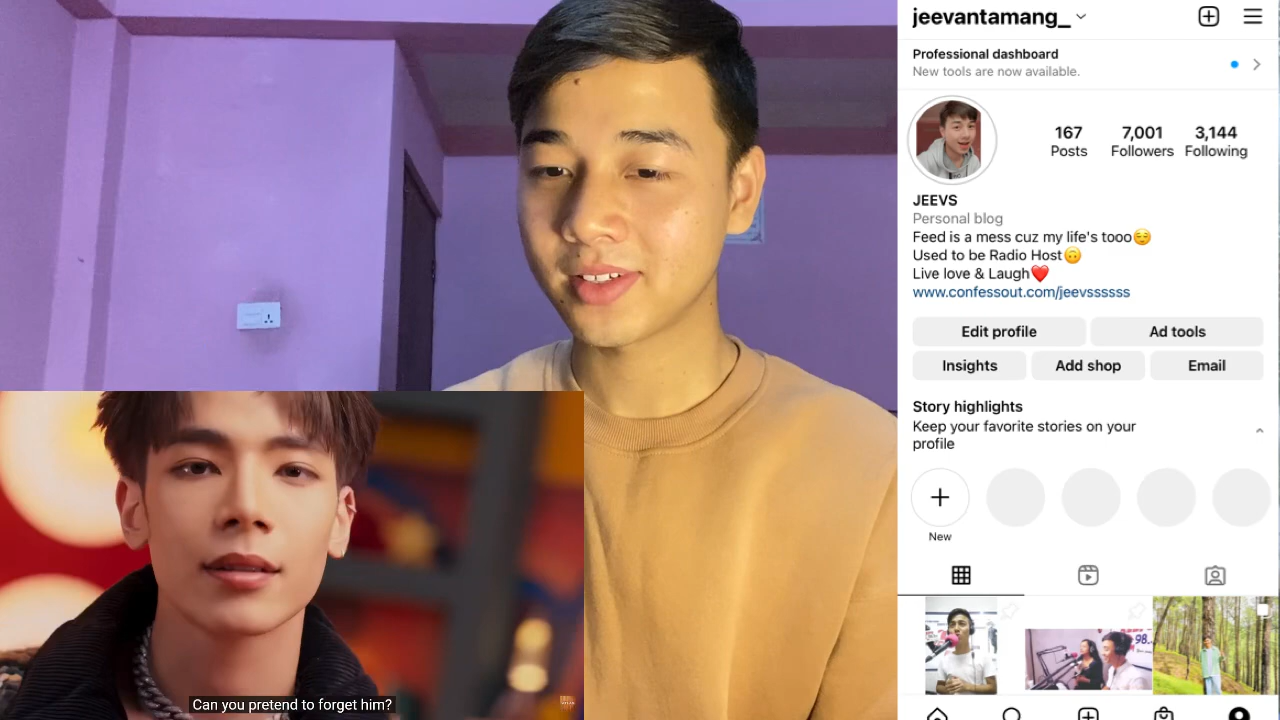 jeevantamang_
Professional dashboard
New tools are now available.
167 7,001 3,144
Posts Followers Following
JEEVS
Personal blog
Feed is a mess cuz my life's tooo😌
Used to be Radio Host🙃
Live love & Laugh❤️
www.confessout.com/jeevssssss
Edit profile Ad tools
Insights Add shop Email
Story highlights
Keep your favorite stories on your
profile
New
98.
Can you pretend to forget him?